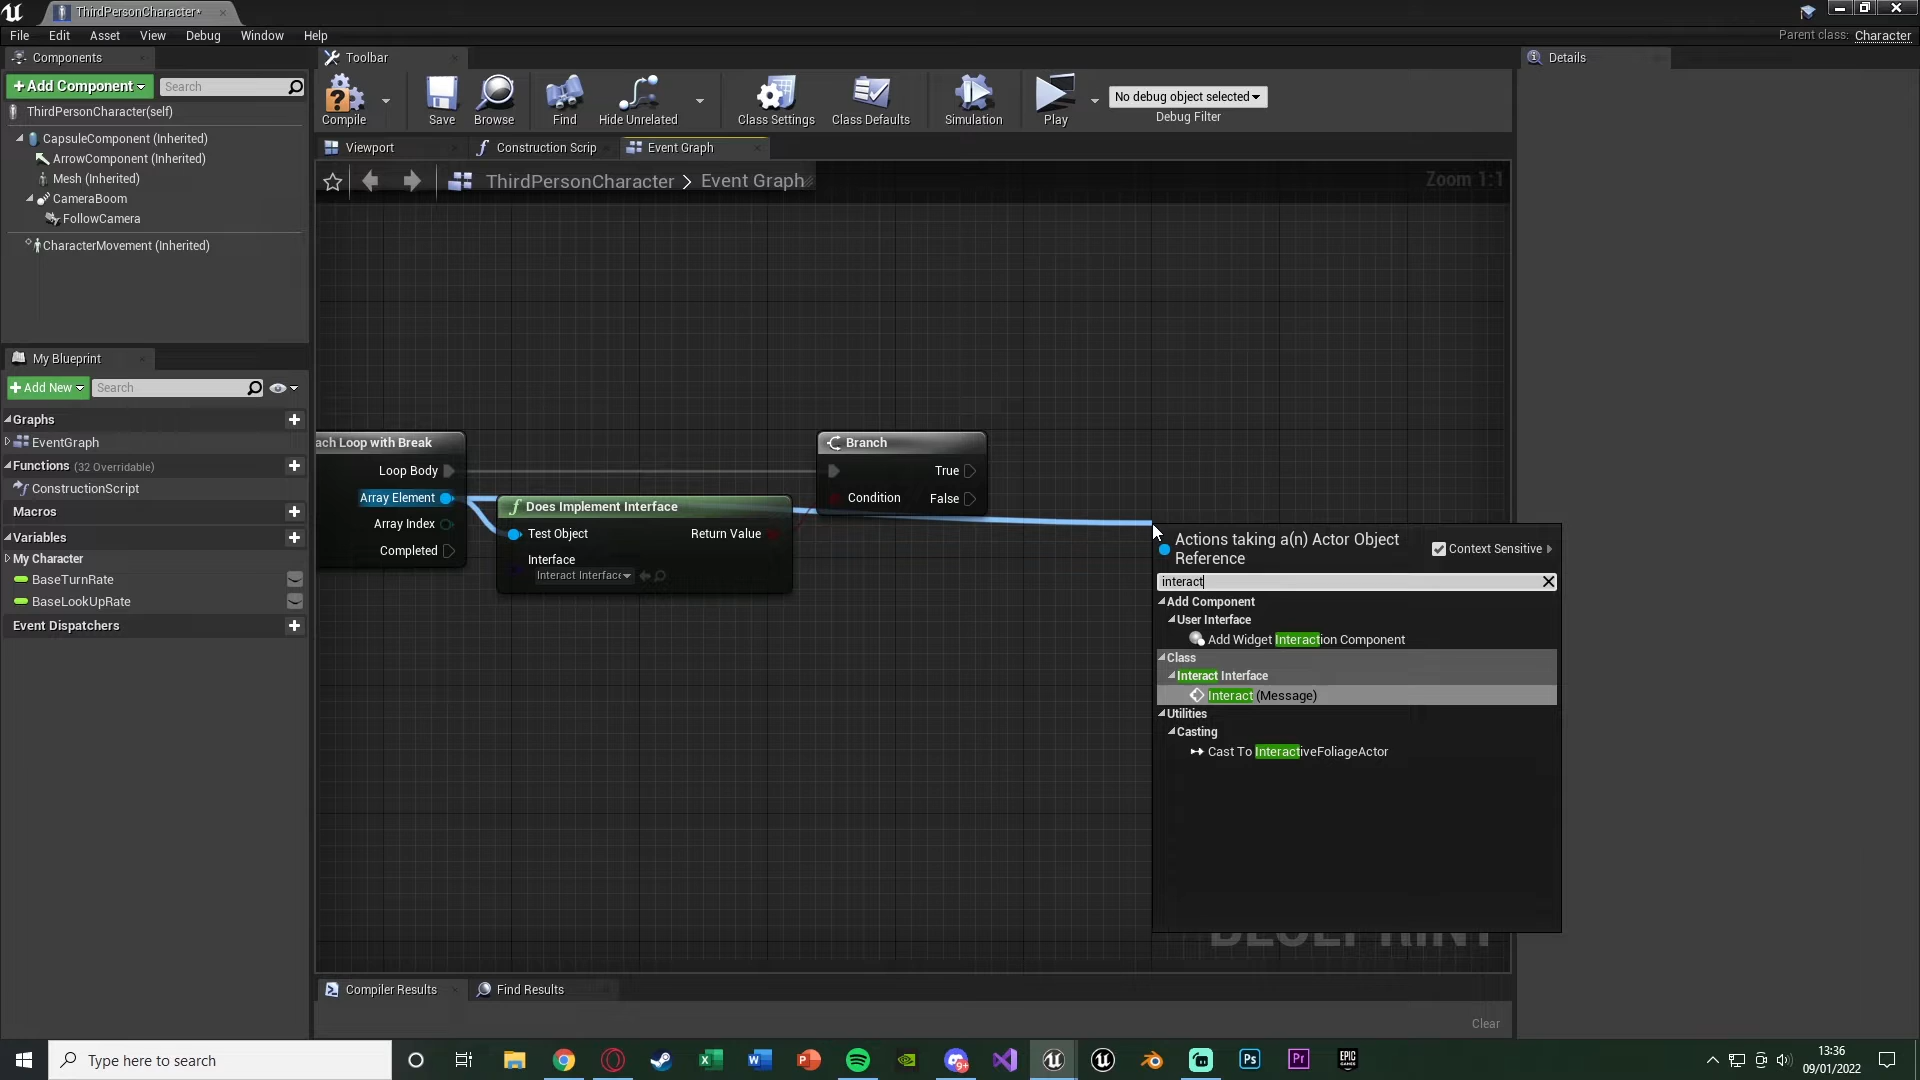 ThirdPersonCharacter*
File Edit Asset View Debug Window Help
Parent class: Character
Components
Toolbar
Details
Add Component
Search
Compile Save Browse Find Hide Unrelated Class Settings Class Defaults Simulation Play
No debug object selected
Debug Filter
ThirdPersonCharacter(self)
CapsuleComponent (Inherited)
ArrowComponent (Inherited)
Mesh (Inherited)
CameraBoom
FollowCamera
CharacterMovement (Inherited)
Viewport
Construction Scrip
Event Graph
ThirdPersonCharacter > Event Graph
Zoom 1:1
My Blueprint
Add New
Search
Graphs
EventGraph
Functions (32 Overridable)
ConstructionScript
Macros
Variables
My Character
BaseTurnRate
BaseLookUpRate
Event Dispatchers
ach Loop with Break
Loop Body
Array Element
Array Index
Completed
Does Implement Interface
Test Object
Return Value
Interface
Interact Interface
Branch
True
Condition
False
Actions taking a(n) Actor Object
Reference
Context Sensitive
interact
Add Component
User Interface
Add Widget Interaction Component
Class
Interact Interface
Interact (Message)
Utilities
Casting
Cast To InteractiveFoliageActor
BLUEPRINT
Compiler Results
Find Results
Clear
Type here to search
Ps
Pr
EPIC
GAMES
13:36
09/01/2022